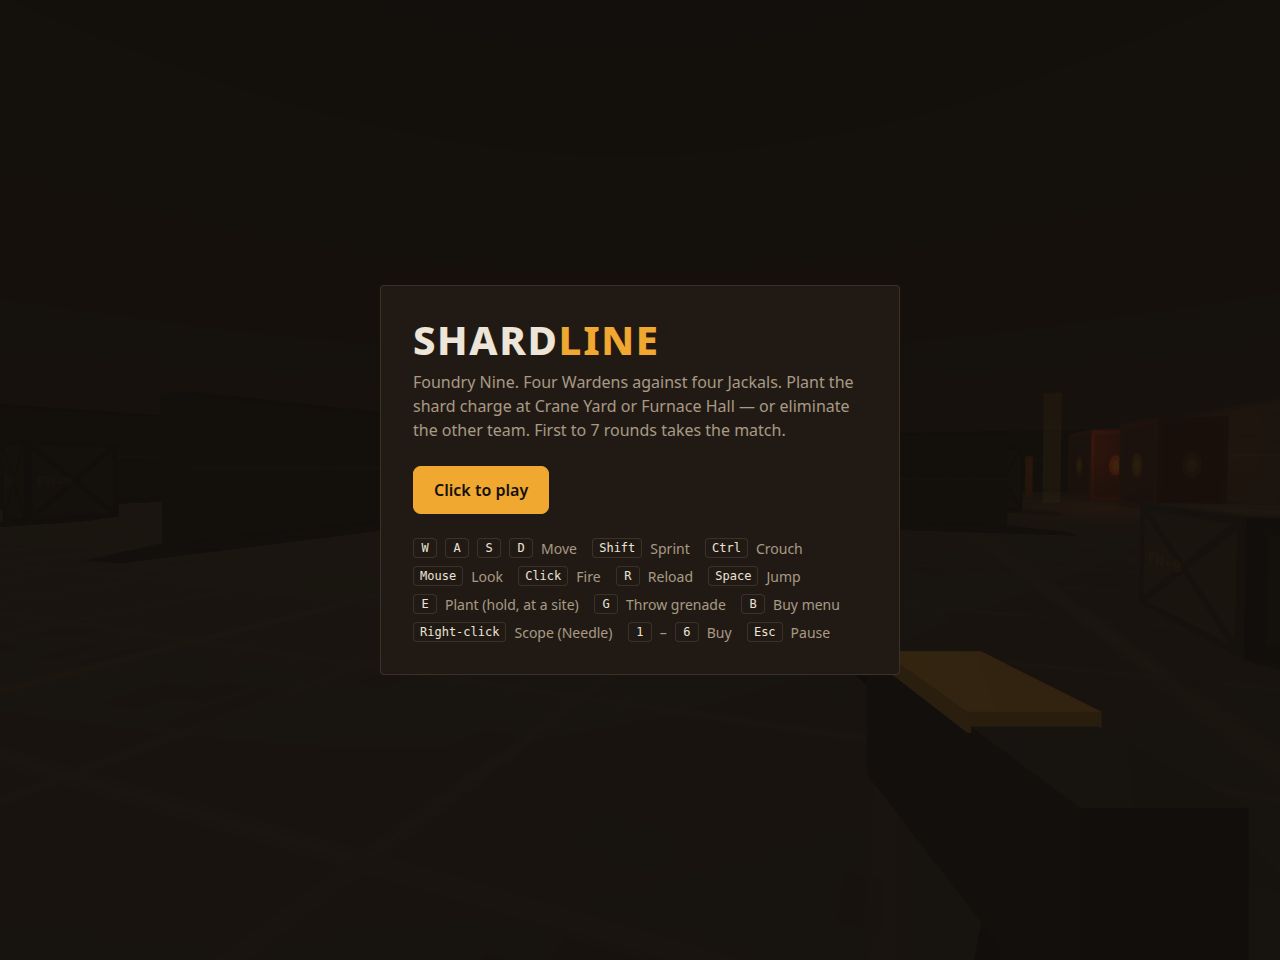 SHARDLINE
Foundry Nine. Four Wardens against four Jackals. Plant the
shard charge at Crane Yard or Furnace Hall — or eliminate
the other team. First to 7 rounds takes the match.
Click to play
W A S D Move Shift Sprint Ctrl Crouch
Mouse Look Click Fire R Reload Space Jump
E Plant (hold, at a site) G Throw grenade B Buy menu
Right-click Scope (Needle) 1 – 6 Buy Esc Pause